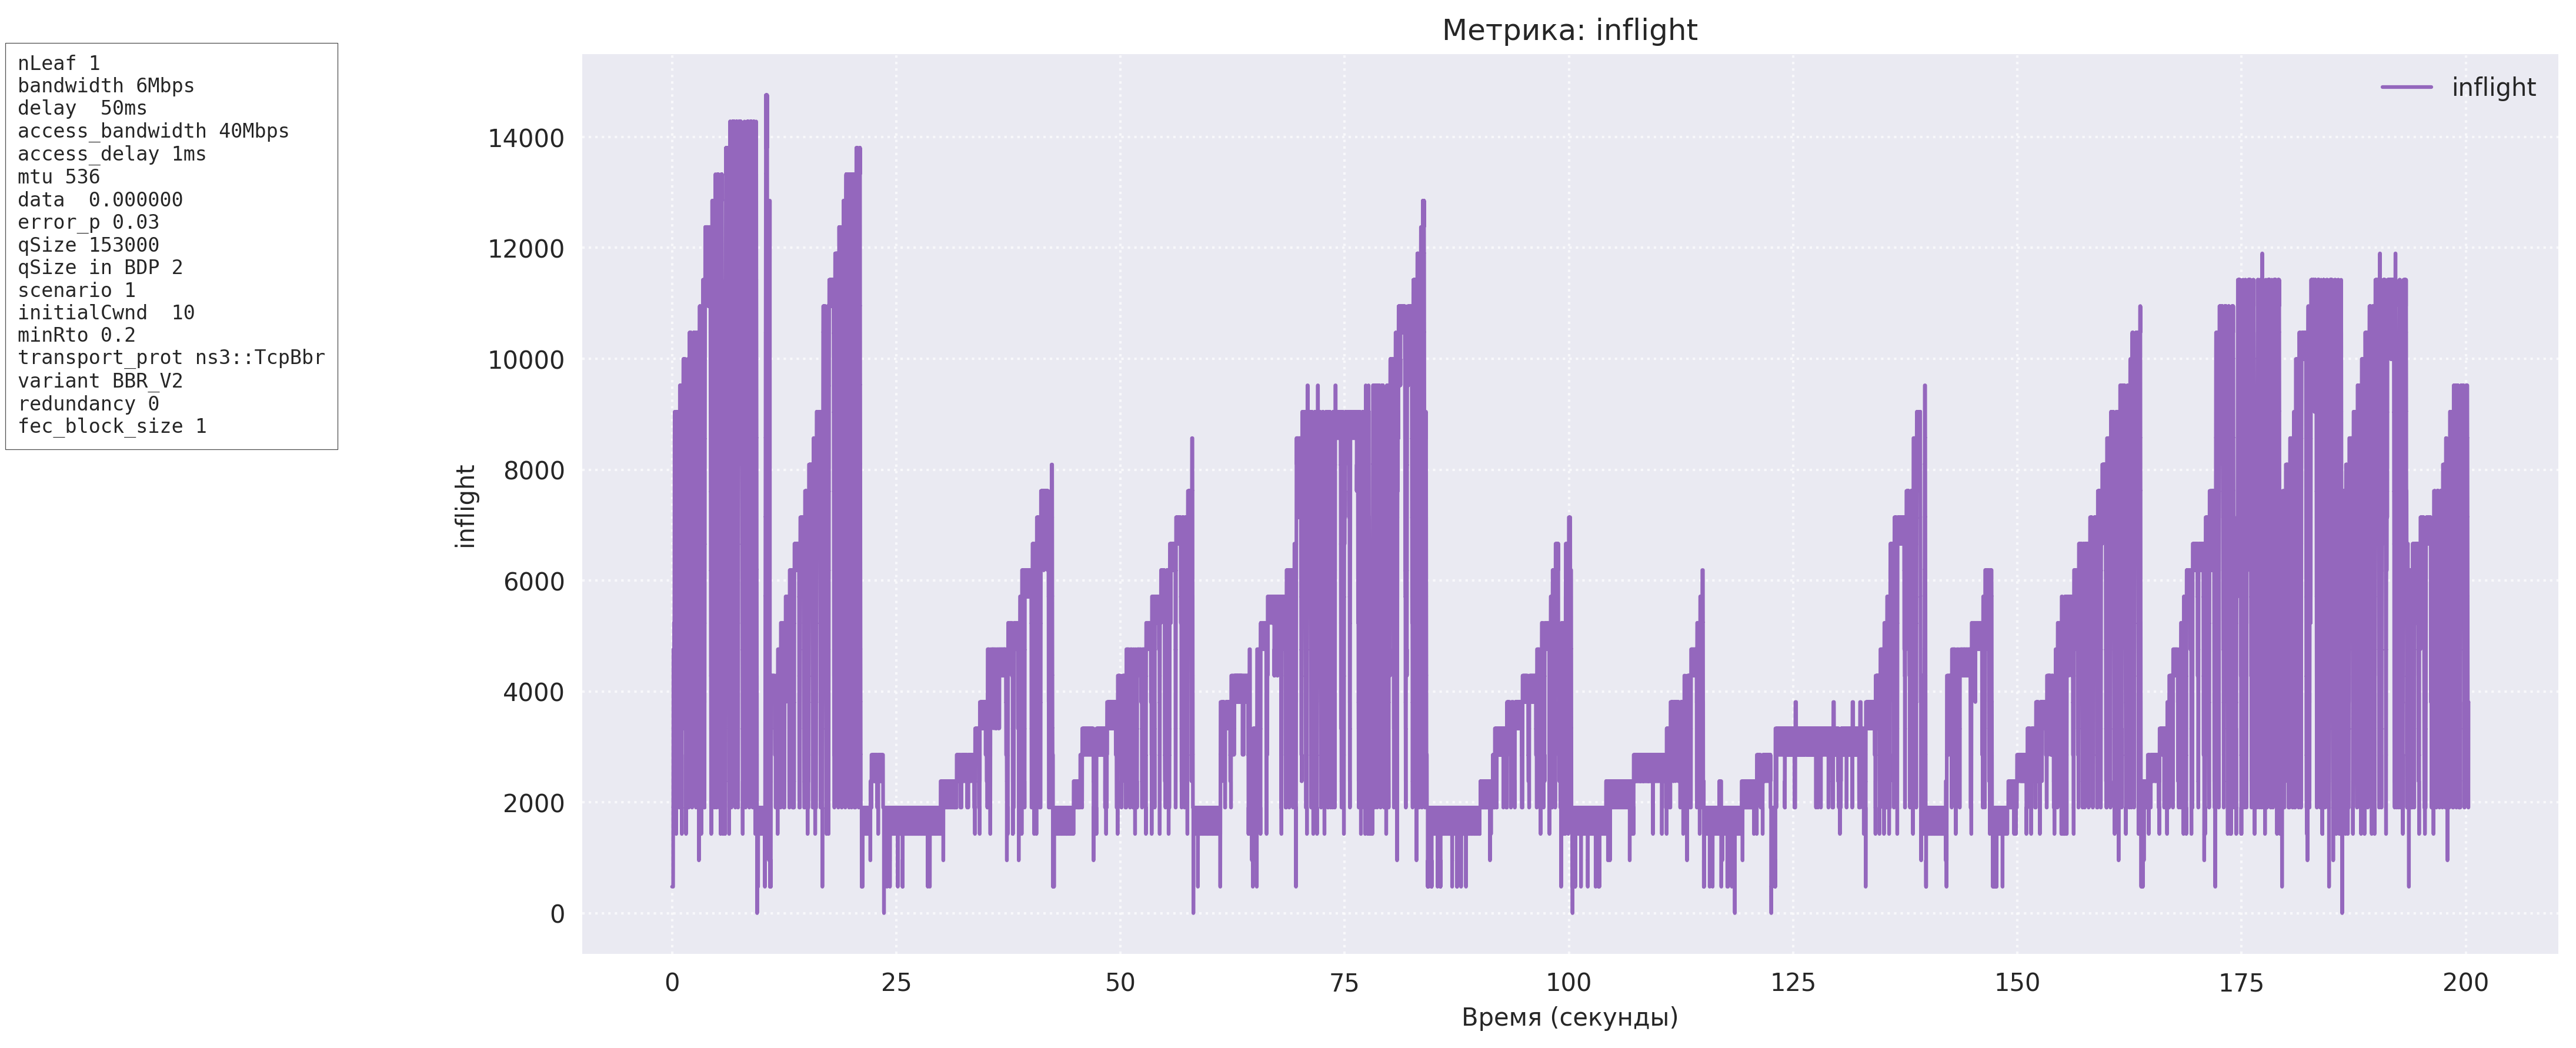 Метрика: inflight
nLeaf 1
bandwidth 6Mbps
delay  50ms
access_bandwidth 40Mbps
access_delay 1ms
mtu 536
data  0.000000
error_p 0.03
qSize 153000
qSize in BDP 2
scenario 1
initialCwnd  10
minRto 0.2
transport_prot ns3::TcpBbr
variant BBR_V2
redundancy 0
fec_block_size 1
inflight
14000
12000
10000
8000
6000
4000
2000
0
inflight
0 25 50 75 100 125 150 175 200
Время (секунды)